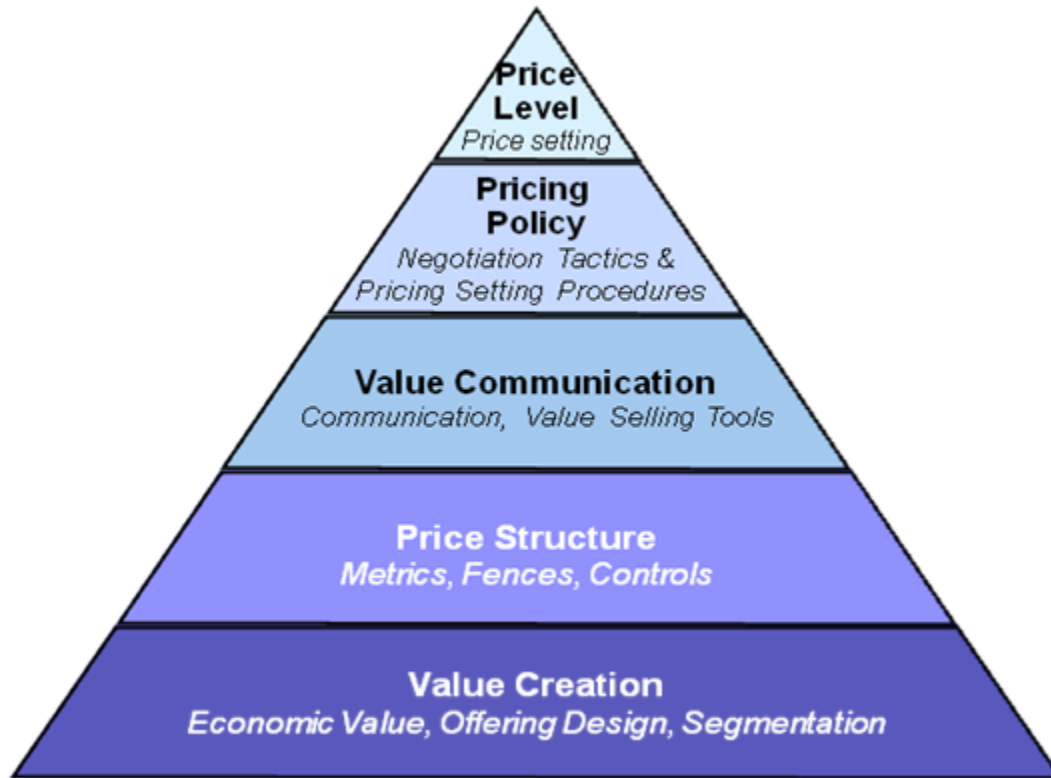 Price
Level
Price setting
Pricing
Policy
Negotiation Tactics &
Pricing Setting Procedures
Value Communication
Communication, Value Selling Tools
Price Structure
Metrics, Fences, Controls
Value Creation
Economic Value, Offering Design, Segmentation